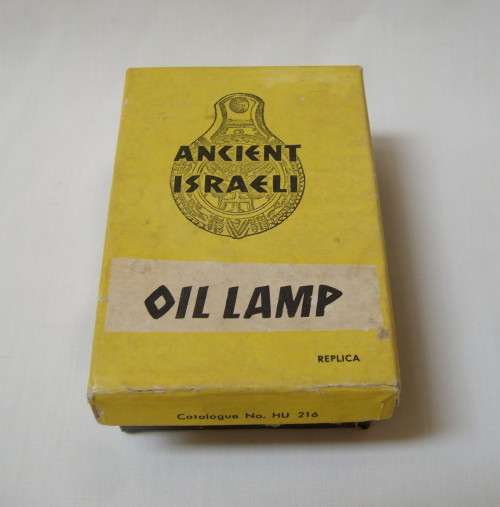 ANCIENT
ISRAELI
OIL LAMP
REPLICA
Catalogue No. HU 216